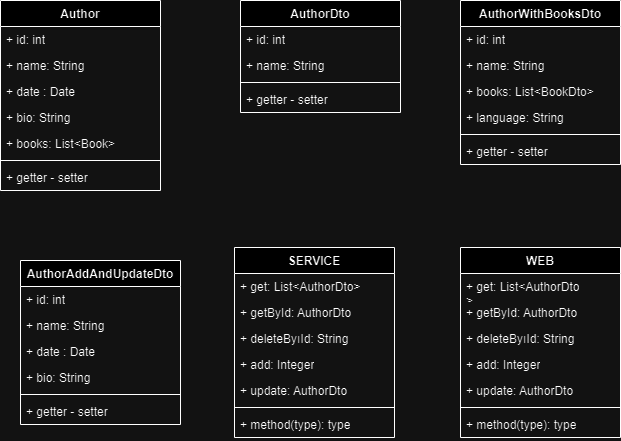 Author
+ id: int
+ name: String
+ date : Date
+ bio: String
+ books: List<Book>
+ getter - setter
AuthorDto
+ id: int
+ name: String
+ getter - setter
AuthorWithBooksDto
+ id: int
+ name: String
+ books: List<BookDto>
+ language: String
+ getter - setter
AuthorAddAndUpdateDto
+ id: int
+ name: String
+ date : Date
+ bio: String
+ getter - setter
SERVICE
+ get: List<AuthorDto>
+ getById: AuthorDto
+ deleteById: String
+ add: Integer
+ update: AuthorDto
+ method(type): type
WEB
+ get: List<AuthorDto
>
+ getById: AuthorDto
+ deleteById: String
+ add: Integer
+ update: AuthorDto
+ method(type): type